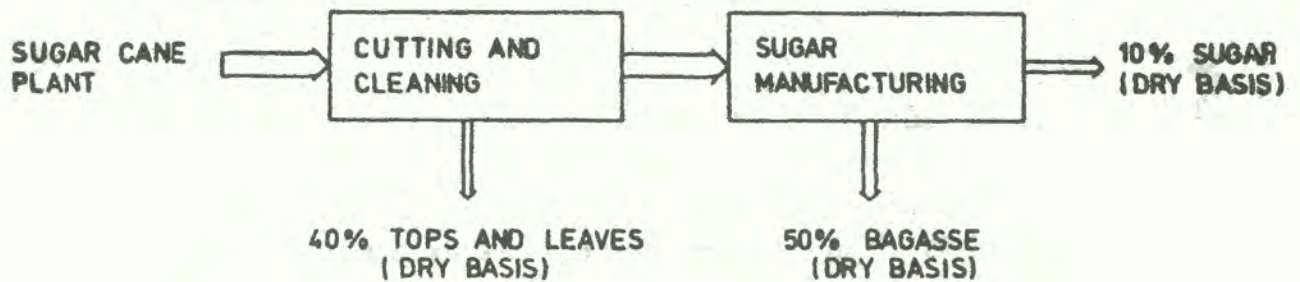 SUGAR CANE
PLANT
CUTTING AND
CLEANING
SUGAR
MANUFACTURING
10% SUGAR
(DRY BASIS)
40% TOPS AND LEAVES
(DRY BASIS)
50% BAGASSE
(DRY BASIS)